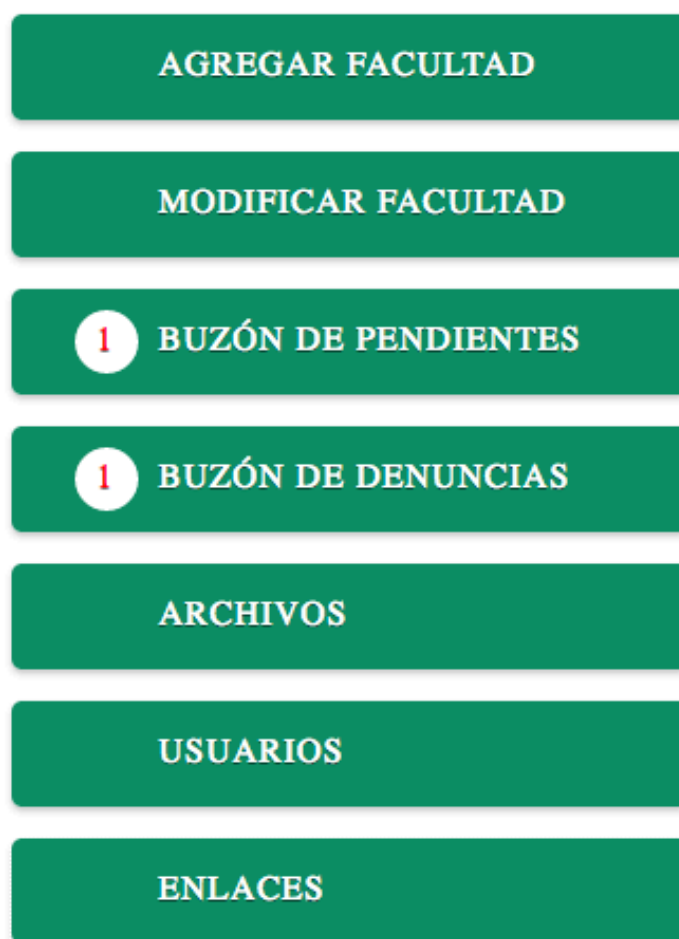 AGREGAR FACULTAD
MODIFICAR FACULTAD
1 BUZÓN DE PENDIENTES
1 BUZÓN DE DENUNCIAS
ARCHIVOS
USUARIOS
ENLACES